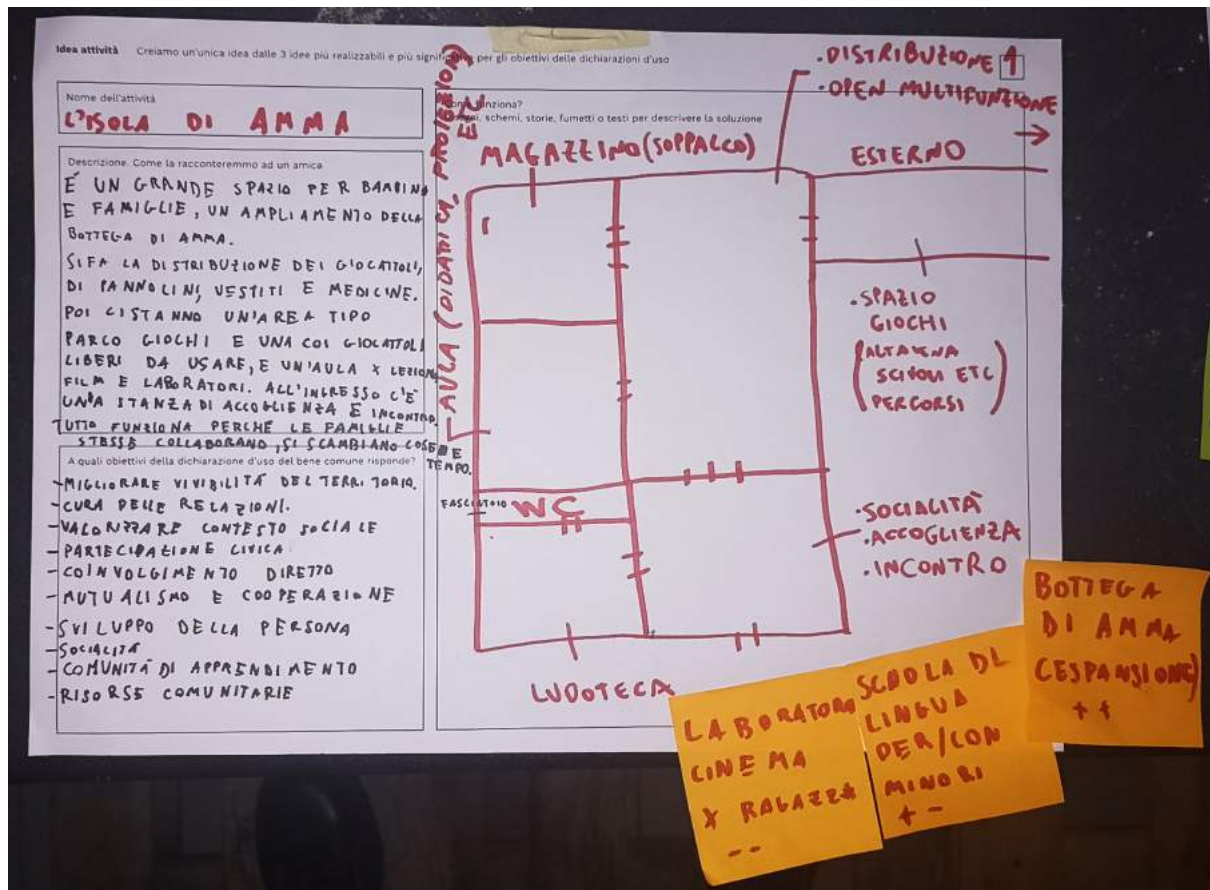 Idea attività Creiamo un'unica idea dalle 3 idee più realizzabili e più per gli obiettivi delle dichiarazioni d'uso
Nome dell'attività
L'ISOLA DI AMMA
Descrizione. Come la racconteremmo ad un amico
È UN GRANDE SPAZIO PER BAMBINI
E FAMIGLIE, UN AMPLIAMENTO DELLA
BOTTEGA DI AMMA.
SI FA LA DISTRIBUZIONE DEI GIOCATTOLI,
DI PANNOLINI, VESTITI E MEDICINE.
POI CI STANNO UN'AREA TIPO
PARCO GIOCHI E UNA COI GIOCATTOLI
LIBERI DA USARE, E UN'AULA X LEZIONI,
FILM E LABORATORI. ALL'INGRESSO C'È
UNA STANZA DI ACCOGLIENZA E INCONTRO.
TUTTO FUNZIONA PERCHÉ LE FAMIGLIE
STESSE COLLABORANO, SI SCAMBIANO COSE E
TEMPO.
A quali obiettivi della dichiarazione d'uso del bene comune risponde?
-MIGLIORARE VIVIBILITÁ DEL TERRITORIO.
-CURA DELLE RELAZIONI.
-VALORIZZARE CONTESTO SOCIALE
-PARTECIPAZIONE CIVICA
-COINVOLGIMENTO DIRETTO
-MUTUALISMO E COOPERAZIONE
-SVILUPPO DELLA PERSONA
-SOCIALITÁ
-COMUNITÁ DI APPRENDIMENTO
-RISORSE COMUNITARIE
Come funziona?
schemi, storie, fumetti o testi per descrivere la soluzione
AULA (DIDATTICA, PROIEZIONI
ETC
MAGAZZINO (SOPPALCO)
.DISTRIBUZIONE 1
.OPEN MULTIFUNZIONE
ESTERNO
.SPAZIO
GIOCHI
(ALTALENA
SCIVOLI ETC
PERCORSI)
FASCIATOIO WC
.SOCIALITÀ
.ACCOGLIENZA
.INCONTRO
LUDOTECA
LABORATORIO
CINEMA
X RAGAZZ*
--
SCUOLA DI
LINGUA
PER/CON
MINORI
+ -
BOTTEGA
DI AMMA
(ESPANSIONE)
++